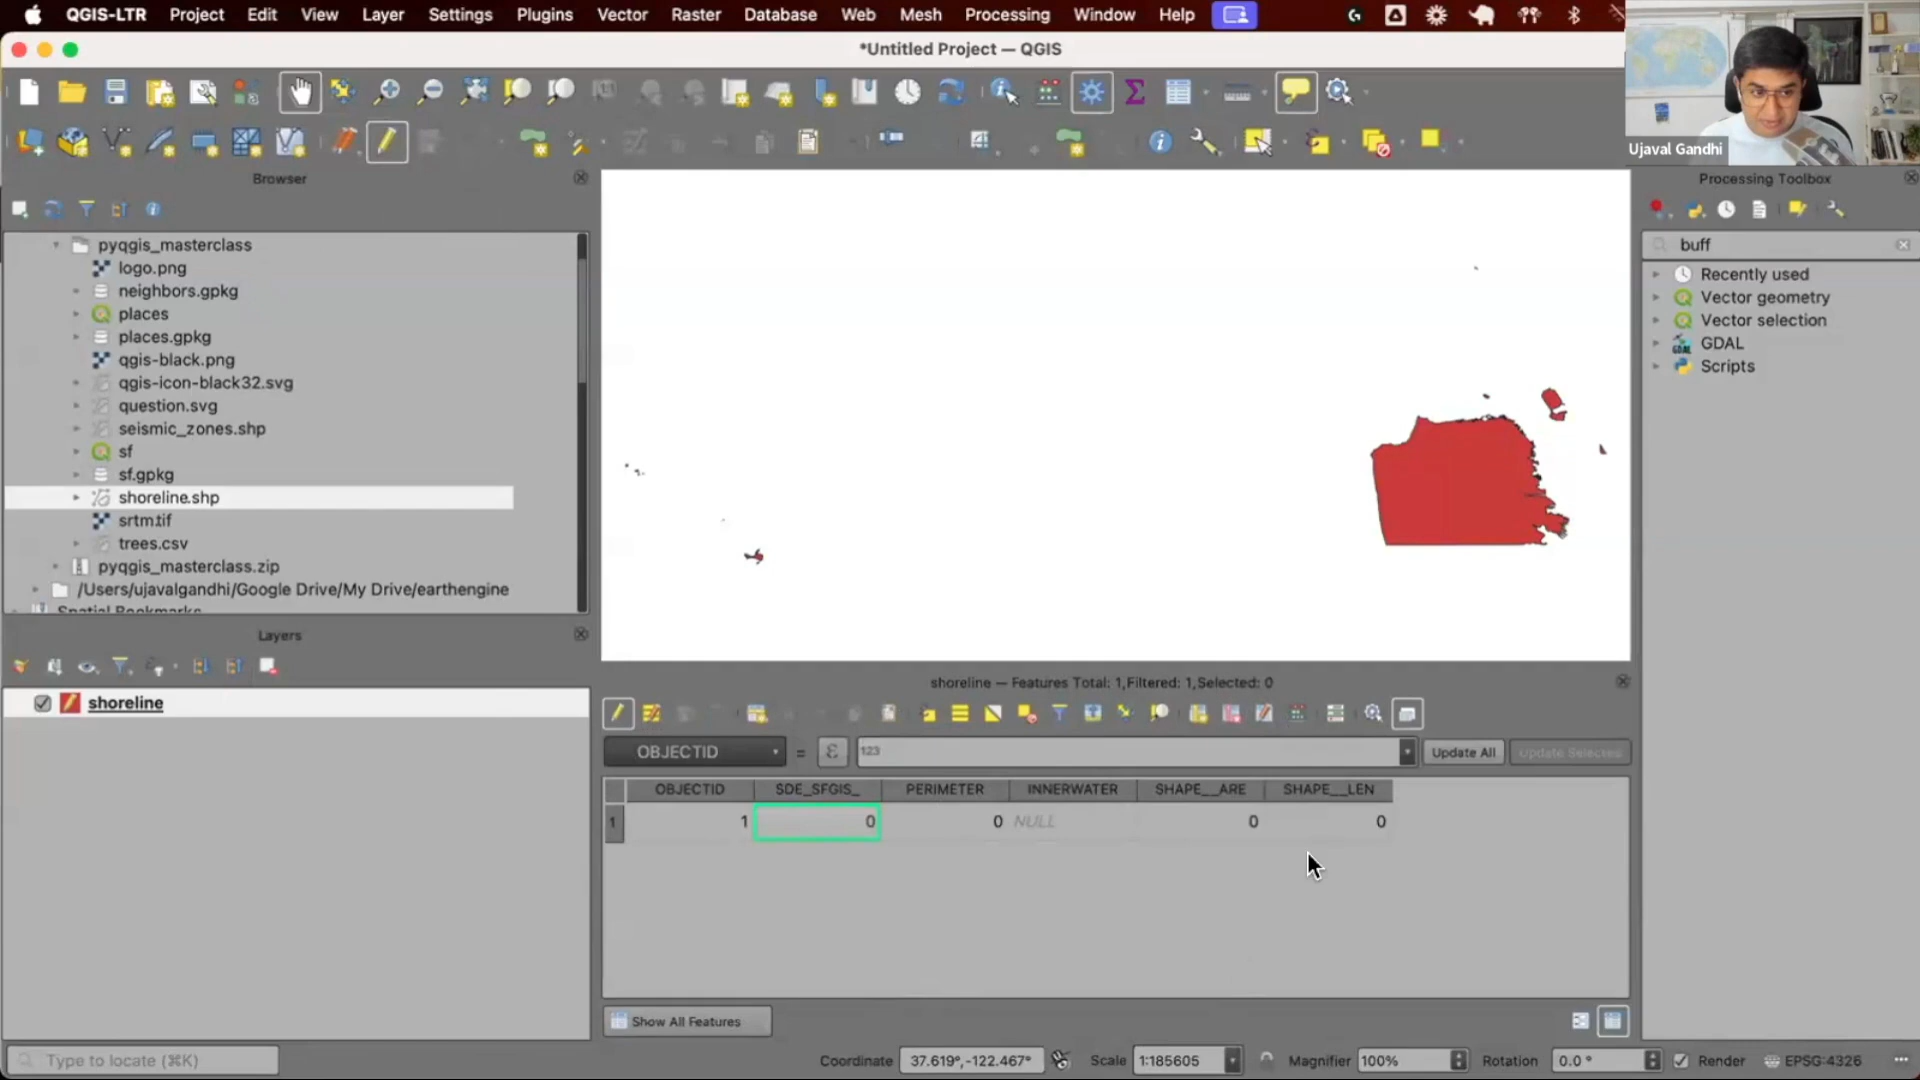 QGIS-LTR Project Edit View Layer Settings Plugins Vector Raster Database Web Mesh Processing Window Help
*Untitled Project — QGIS
Ujaval Gandhi
Browser
pyqgis_masterclass
logo.png
neighbors.gpkg
places
places.gpkg
qgis-black.png
qgis-icon-black32.svg
question.svg
seismic_zones.shp
sf
sf.gpkg
shoreline.shp
srtm.tif
trees.csv
pyqgis_masterclass.zip
/Users/ujavalgandhi/Google Drive/My Drive/earthengine
Spatial Bookmarks
Layers
shoreline
Processing Toolbox
buff
Recently used
Vector geometry
Vector selection
GDAL
Scripts
shoreline — Features Total: 1, Filtered: 1, Selected: 0
OBJECTID = ε 123 Update All Update Selected
OBJECTID SDE_SFGIS_ PERIMETER INNERWATER SHAPE__ARE SHAPE__LEN
1 1 0 0 NULL 0 0
Show All Features
Type to locate (⌘K) Coordinate 37.619°,-122.467° Scale 1:185605 Magnifier 100% Rotation 0.0 ° Render EPSG:4326